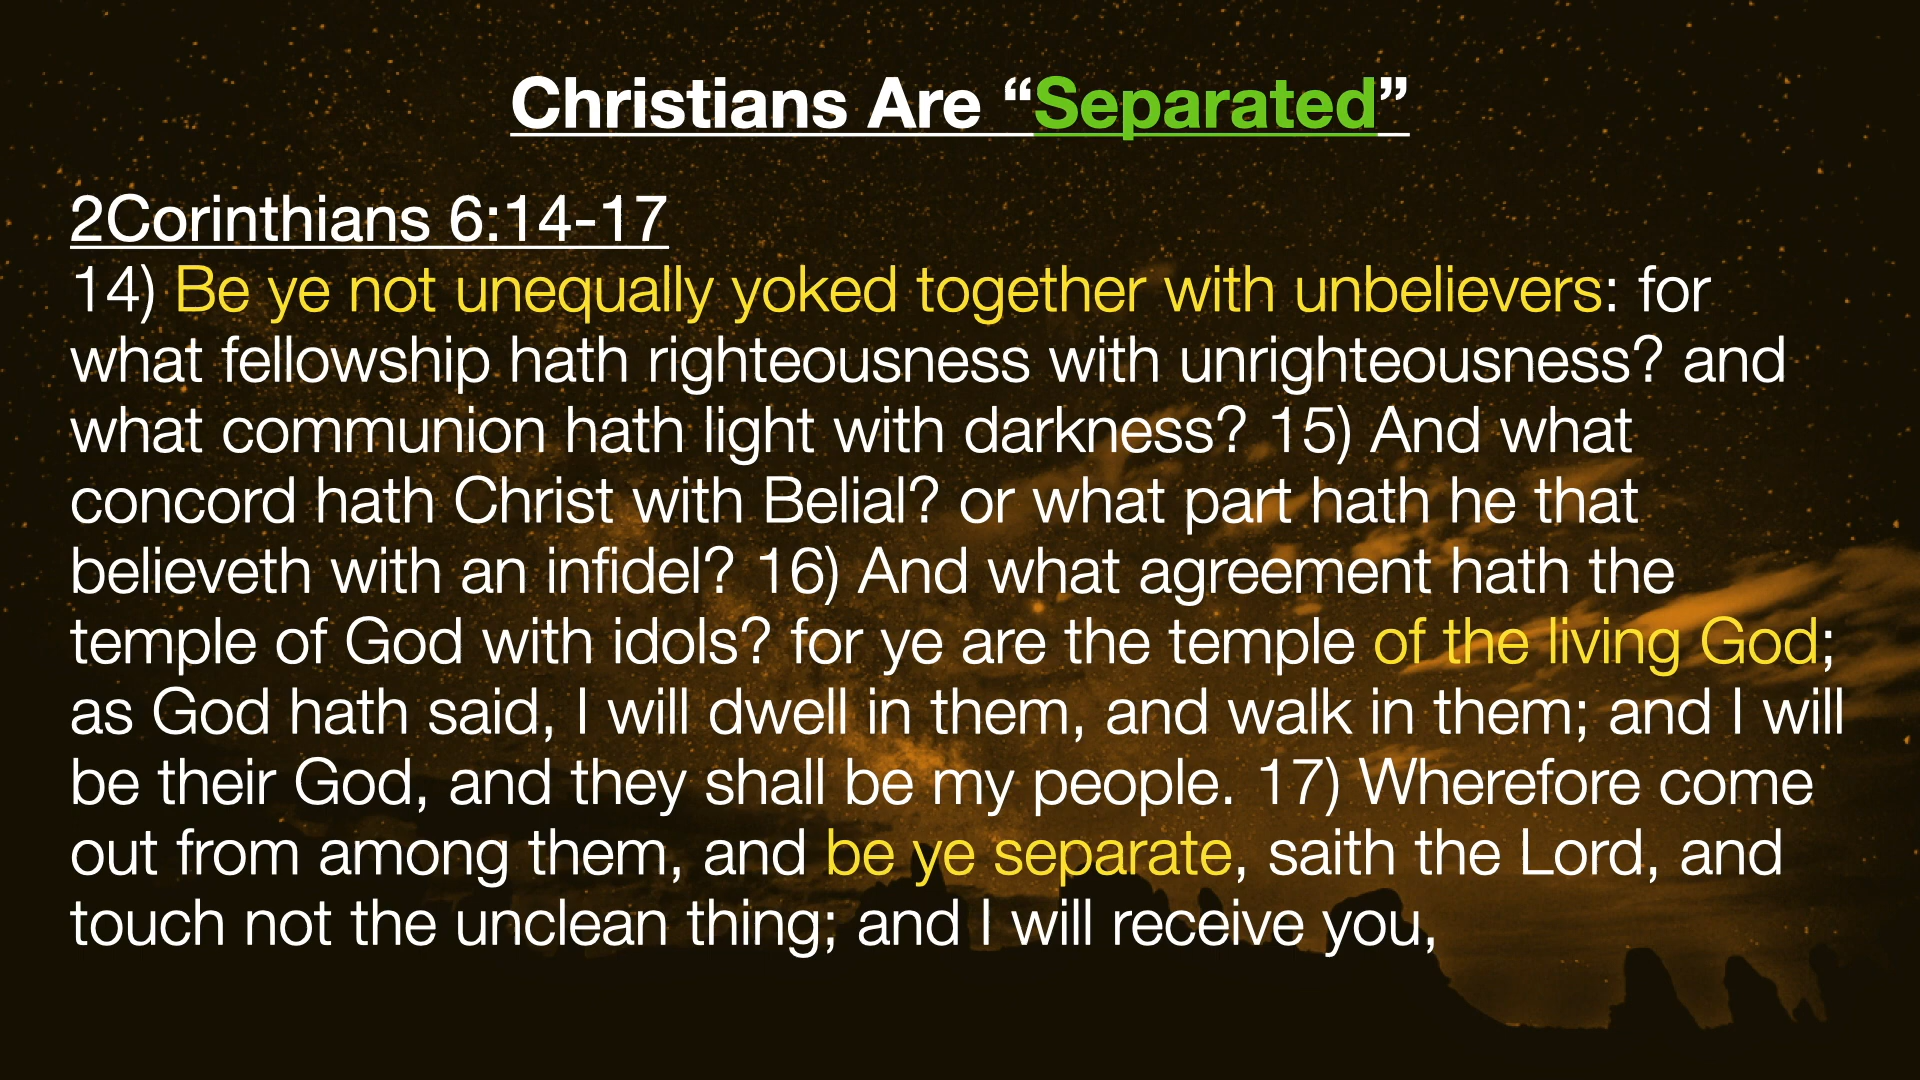 Christians Are “Separated”
2Corinthians 6:14-17
14) Be ye not unequally yoked together with unbelievers: for
what fellowship hath righteousness with unrighteousness? and
what communion hath light with darkness? 15) And what
concord hath Christ with Belial? or what part hath he that
believeth with an infidel? 16) And what agreement hath the
temple of God with idols? for ye are the temple of the living God;
as God hath said, I will dwell in them, and walk in them; and I will
be their God, and they shall be my people. 17) Wherefore come
out from among them, and be ye separate, saith the Lord, and
touch not the unclean thing; and I will receive you,